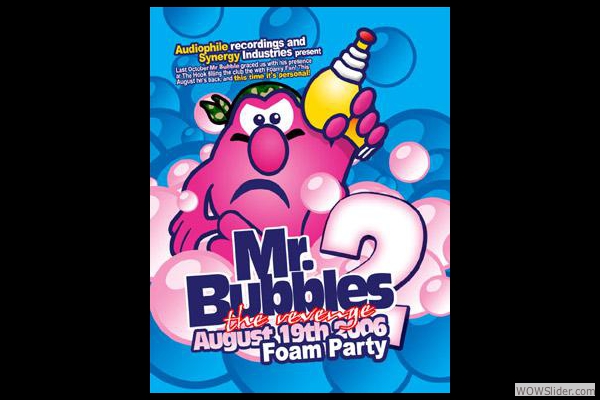 Audiophile recordings and
Synergy Industries present
Last October Mr Bubble graced us with his presence
at The Hook filling the club the with Foamy Fun! This
August he's back, and this time it's personal!
Mr. 2
Bubbles
the revenge
August 19th 2006
Foam Party
WOWSlider.com